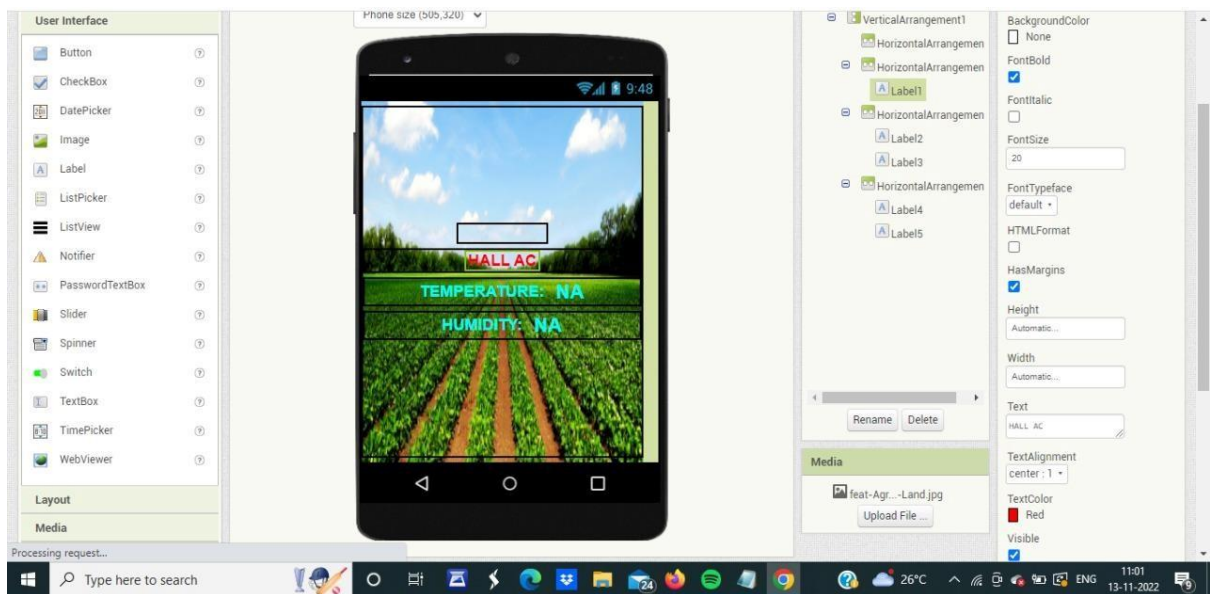 User Interface
Button
CheckBox
DatePicker
Image
Label
ListPicker
ListView
Notifier
PasswordTextBox
Slider
Spinner
Switch
TextBox
TimePicker
WebViewer
Layout
Media
Processing request...
Phone size (505,320)
9:48
HALL AC
TEMPERATURE: NA
HUMIDITY: NA
VerticalArrangement1
HorizontalArrangemen
HorizontalArrangemen
Label1
HorizontalArrangemen
Label2
Label3
HorizontalArrangemen
Label4
Label5
Rename Delete
Media
feat-Agr...-Land.jpg
Upload File ...
BackgroundColor
None
FontBold
FontItalic
FontSize
20
FontTypeface
default
HTMLFormat
HasMargins
Height
Automatic...
Width
Automatic...
Text
HALL AC
TextAlignment
center : 1
TextColor
Red
Visible
Type here to search
24
26°C
ENG
11:01
13-11-2022
9